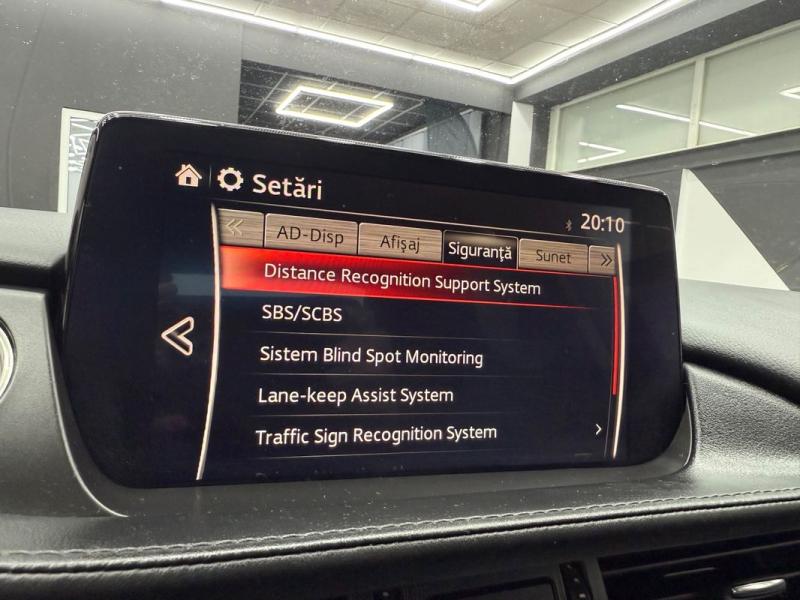 Setări
20:10
AD-Disp Afişaj Siguranţă Sunet
Distance Recognition Support System
SBS/SCBS
Sistem Blind Spot Monitoring
Lane-keep Assist System
Traffic Sign Recognition System